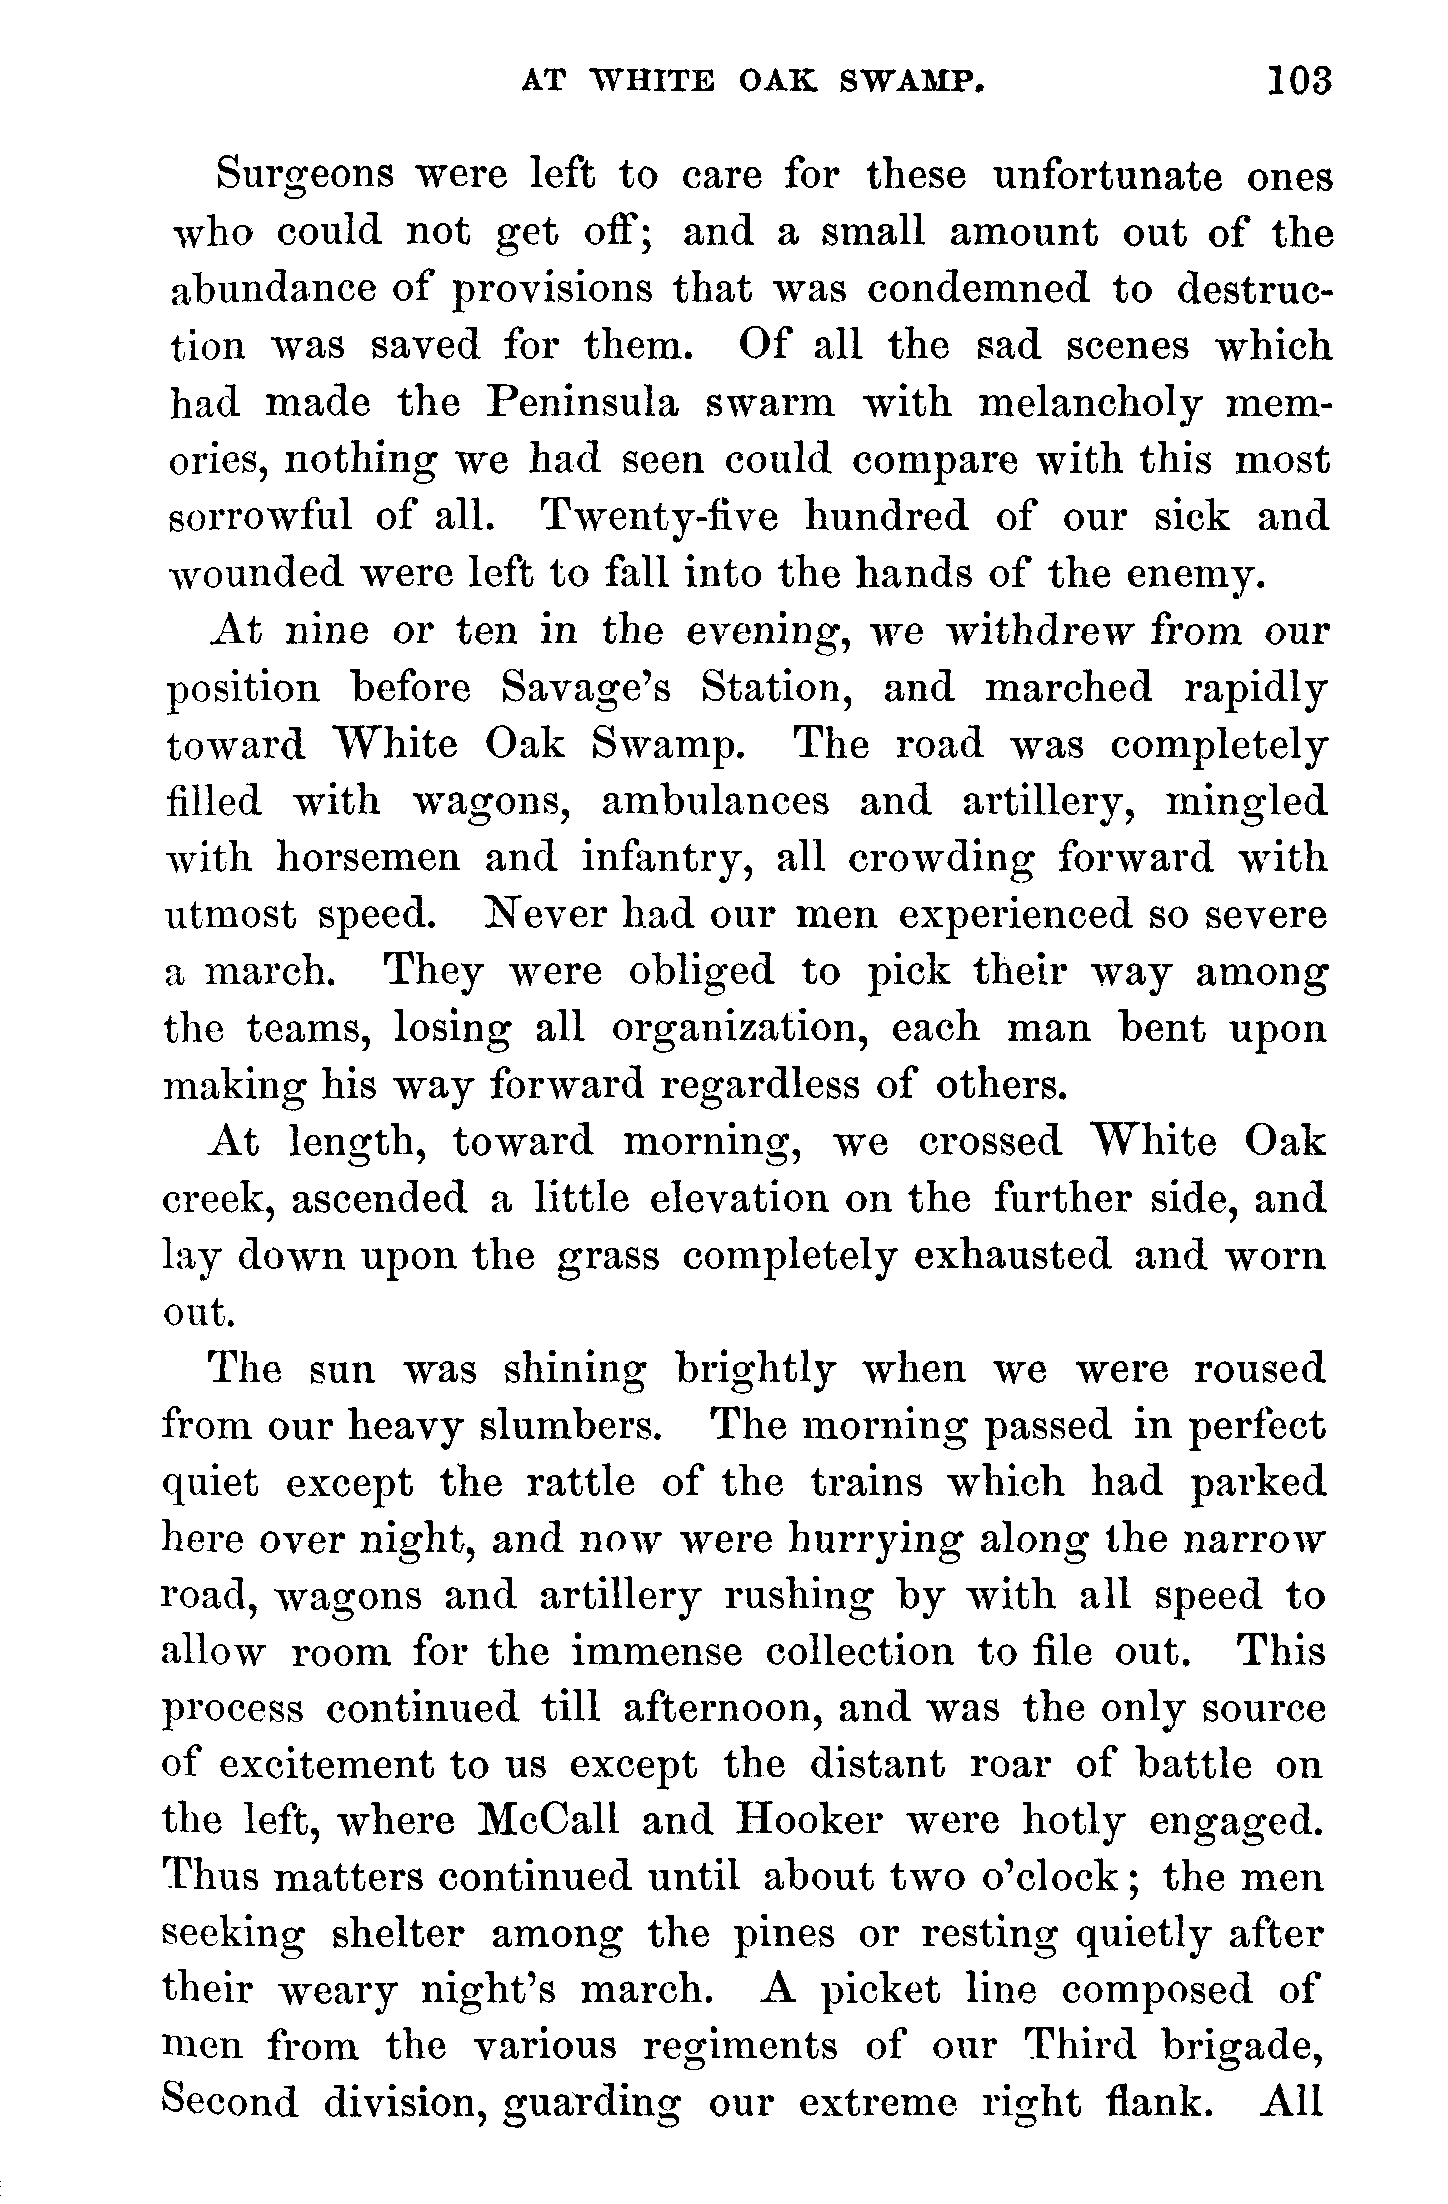 AT WHITE OAK SWAMP. 103
Surgeons were left to care for these unfortunate ones
who could not get off; and a small amount out of the
abundance of provisions that was condemned to destruc-
tion was saved for them. Of all the sad scenes which
had made the Peninsula swarm with melancholy mem-
ories, nothing we had seen could compare with this most
sorrowful of all. Twenty-five hundred of our sick and
wounded were left to fall into the hands of the enemy.
At nine or ten in the evening, we withdrew from our
position before Savage's Station, and marched rapidly
toward White Oak Swamp. The road was completely
filled with wagons, ambulances and artillery, mingled
with horsemen and infantry, all crowding forward with
utmost speed. Never had our men experienced so severe
a march. They were obliged to pick their way among
the teams, losing all organization, each man bent upon
making his way forward regardless of others.
At length, toward morning, we crossed White Oak
creek, ascended a little elevation on the further side, and
lay down upon the grass completely exhausted and worn
out.
The sun was shining brightly when we were roused
from our heavy slumbers. The morning passed in perfect
quiet except the rattle of the trains which had parked
here over night, and now were hurrying along the narrow
road, wagons and artillery rushing by with all speed to
allow room for the immense collection to file out. This
process continued till afternoon, and was the only source
of excitement to us except the distant roar of battle on
the left, where McCall and Hooker were hotly engaged.
Thus matters continued until about two o'clock; the men
seeking shelter among the pines or resting quietly after
their weary night's march. A picket line composed of
men from the various regiments of our Third brigade,
Second division, guarding our extreme right flank. All